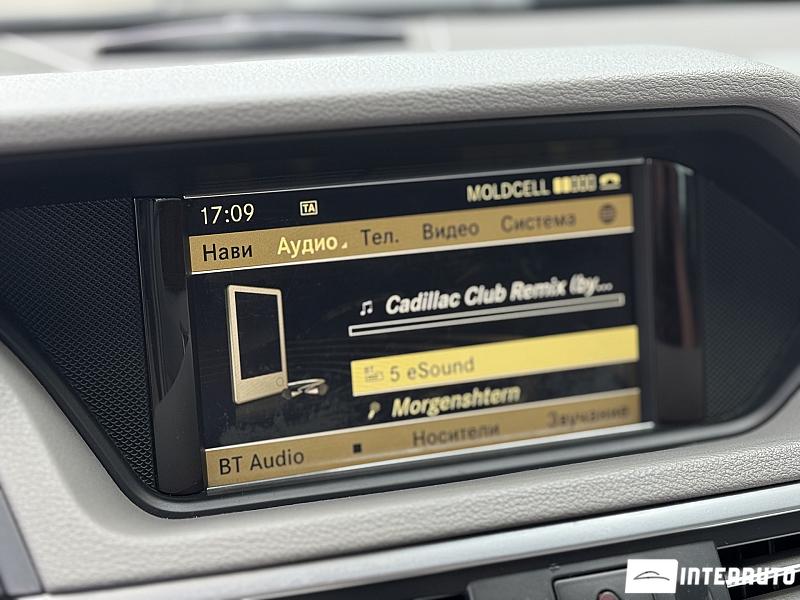 17:09 TA MOLDCELL
Нави Аудио Тел. Видео Система
Cadillac Club Remix (by...
BT 5 eSound
Morgenshtern
BT Audio Носители Звучание
INTERAUTO